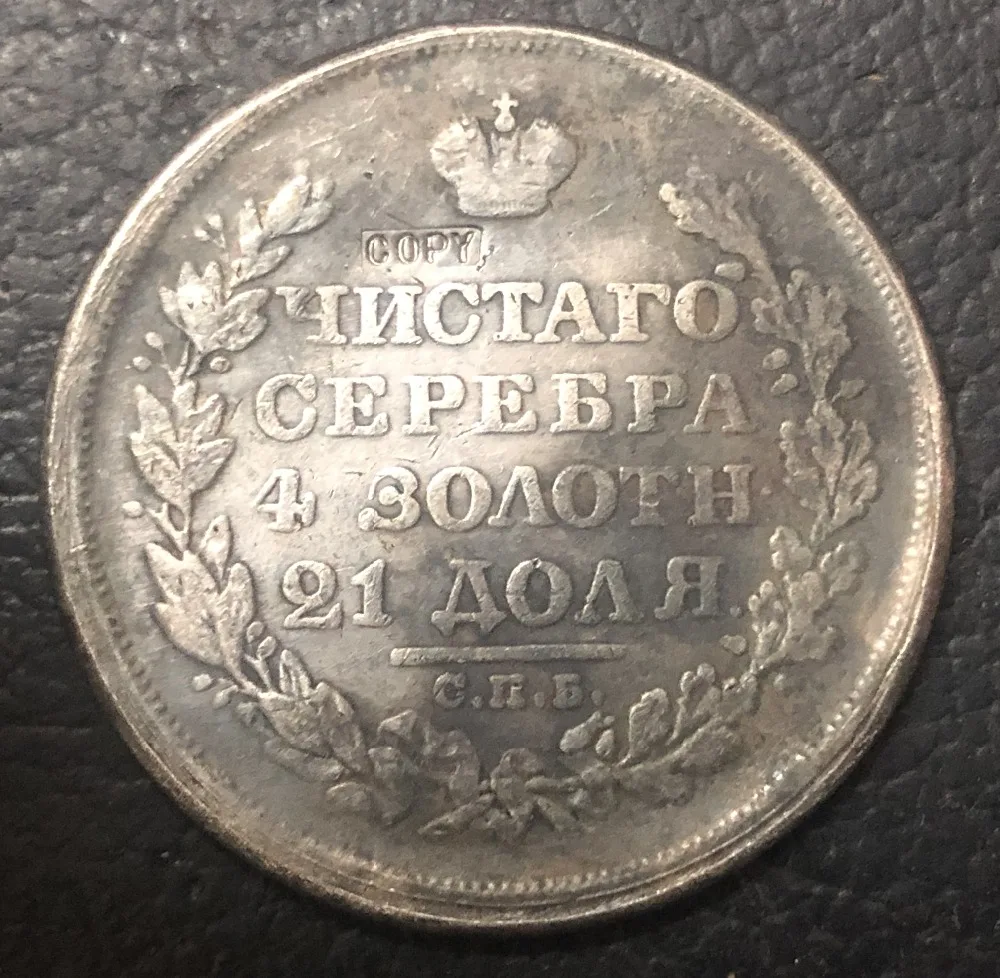 COPY
ЧИСТАГО
СЕРЕБРА
4 ЗОЛОТН
21 ДОЛЯ.
С.П.Б.